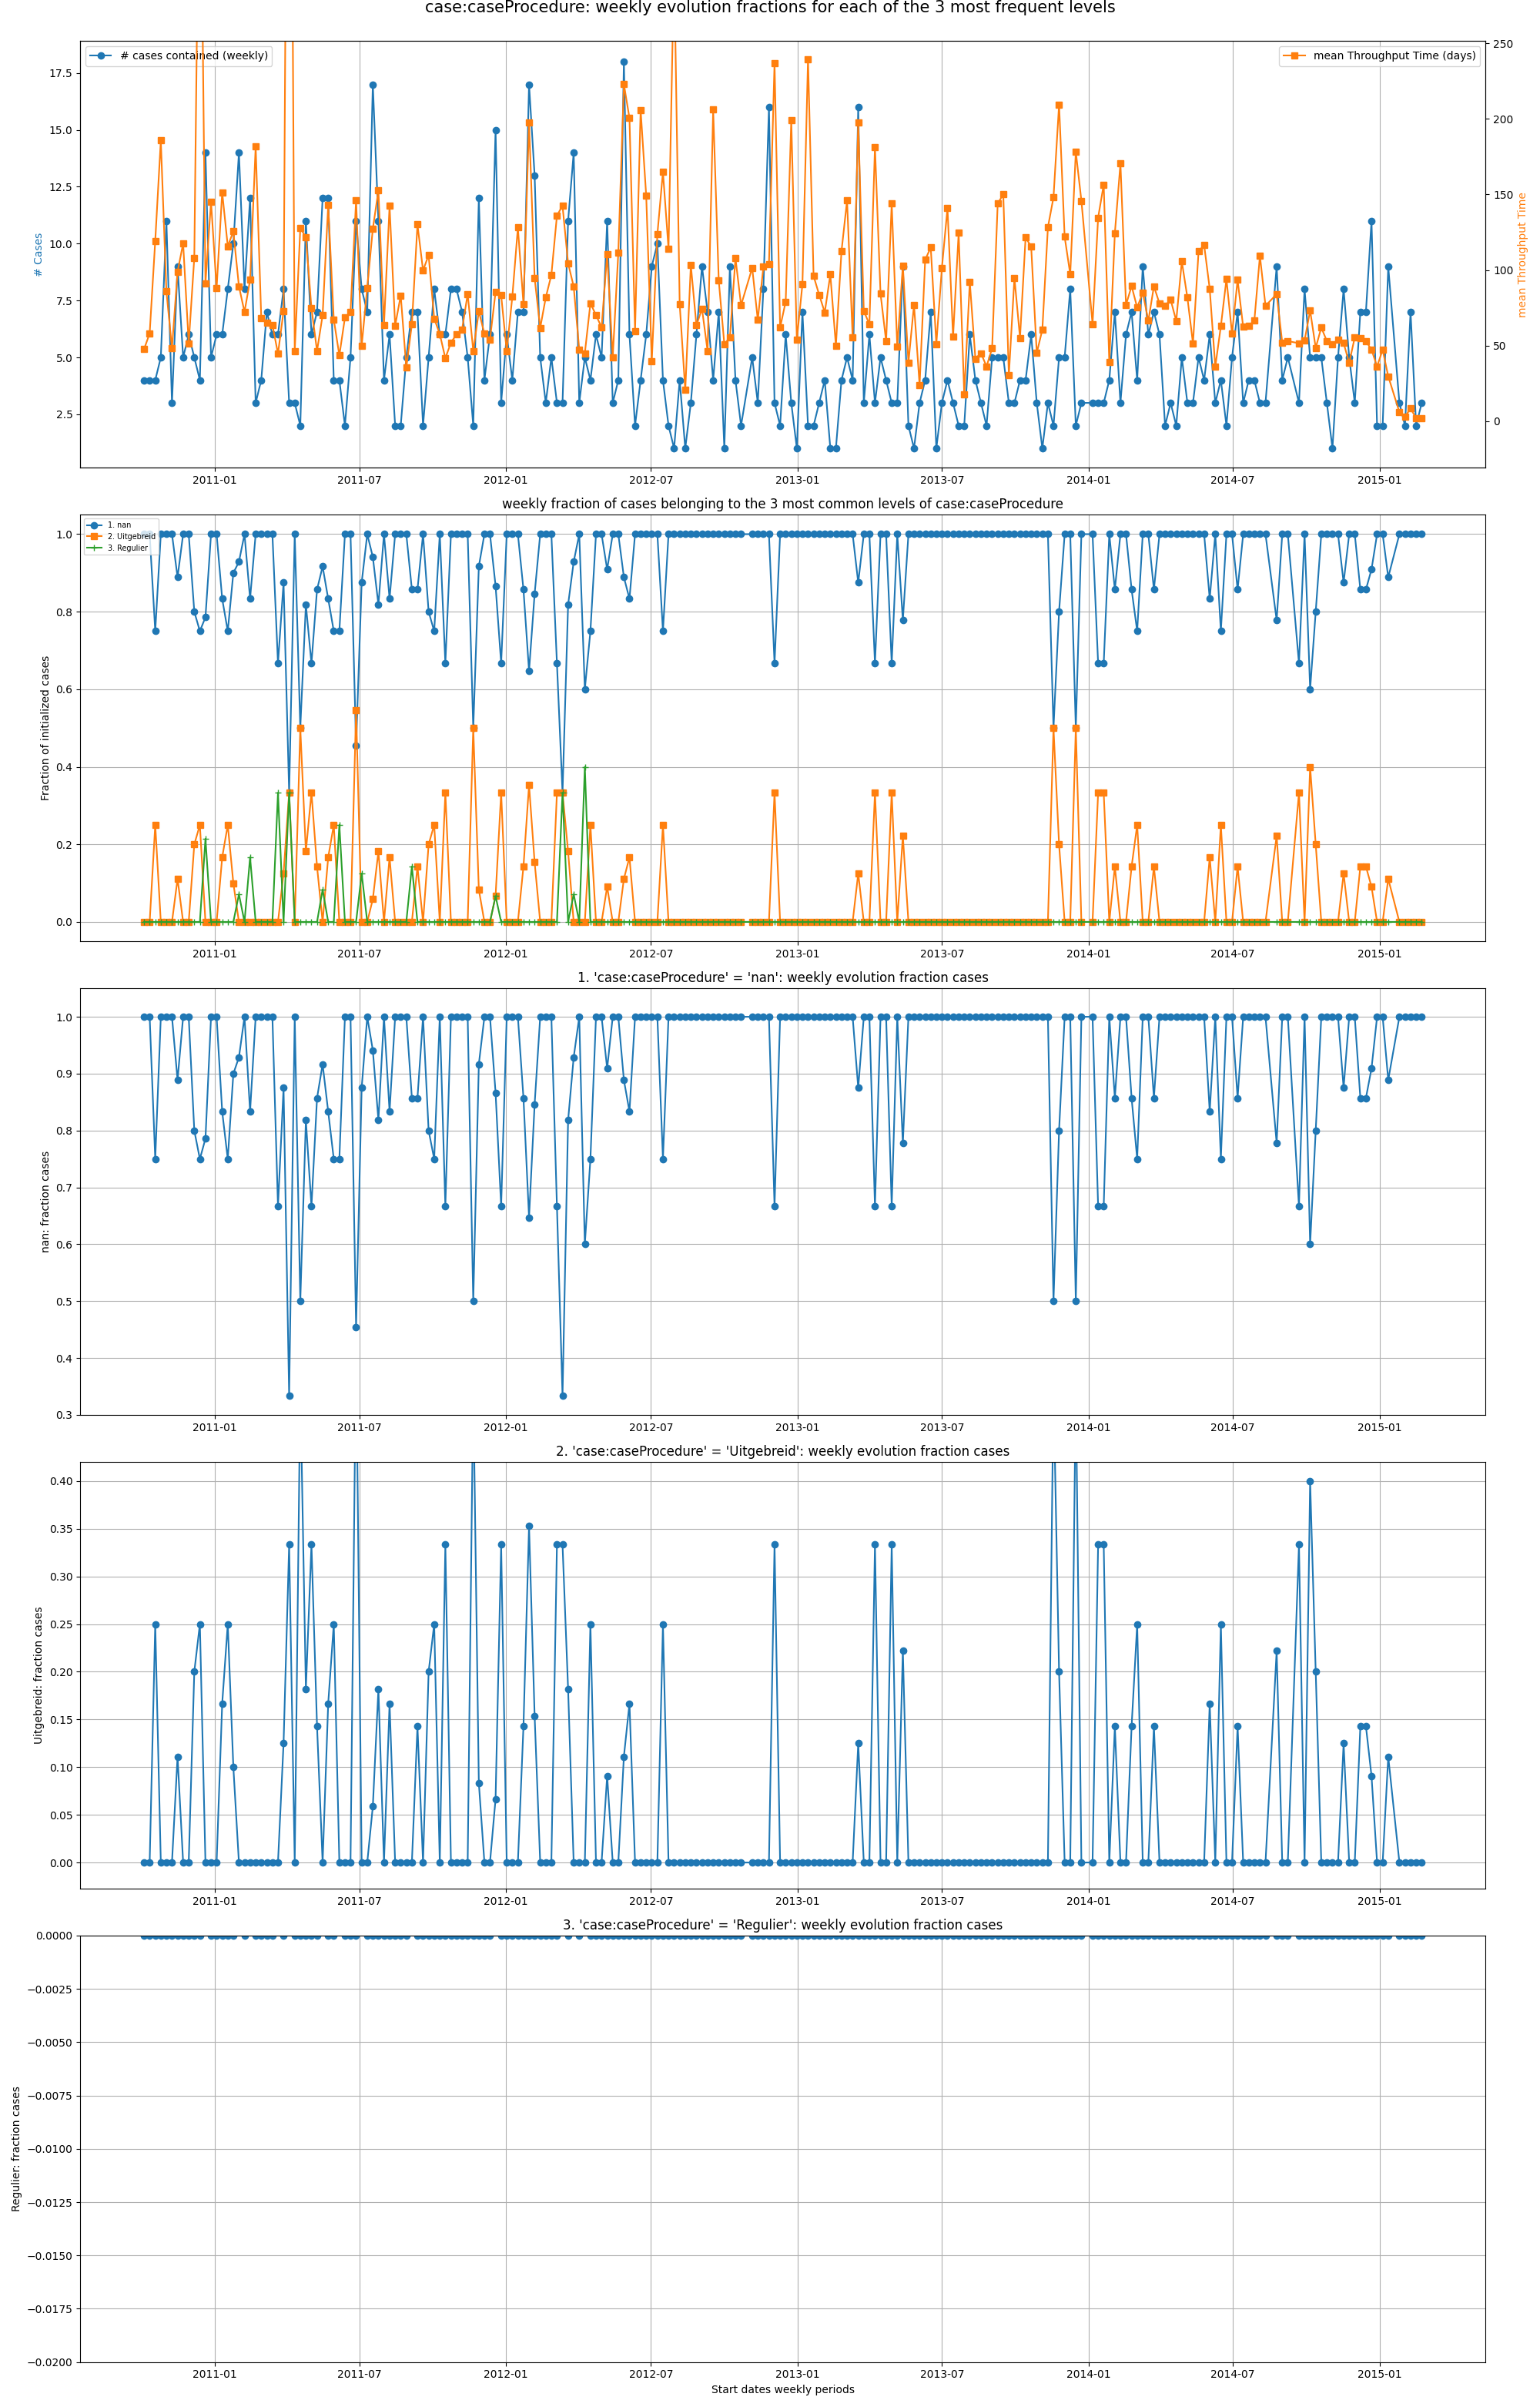 case:caseProcedure: weekly evolution fractions for each of the 3 most frequent levels
# cases contained (weekly)
mean Throughput Time (days)
# Cases
17.5
15.0
12.5
10.0
7.5
5.0
2.5
mean Throughput Time
250
200
150
100
50
0
2011-01 2011-07 2012-01 2012-07 2013-01 2013-07 2014-01 2014-07 2015-01
weekly fraction of cases belonging to the 3 most common levels of case:caseProcedure
1. nan
2. Uitgebreid
3. Regulier
Fraction of initialized cases
1.0
0.8
0.6
0.4
0.2
0.0
2011-01 2011-07 2012-01 2012-07 2013-01 2013-07 2014-01 2014-07 2015-01
1. 'case:caseProcedure' = 'nan': weekly evolution fraction cases
nan: fraction cases
1.0
0.9
0.8
0.7
0.6
0.5
0.4
0.3
2011-01 2011-07 2012-01 2012-07 2013-01 2013-07 2014-01 2014-07 2015-01
2. 'case:caseProcedure' = 'Uitgebreid': weekly evolution fraction cases
Uitgebreid: fraction cases
0.40
0.35
0.30
0.25
0.20
0.15
0.10
0.05
0.00
2011-01 2011-07 2012-01 2012-07 2013-01 2013-07 2014-01 2014-07 2015-01
3. 'case:caseProcedure' = 'Regulier': weekly evolution fraction cases
Regulier: fraction cases
0.0000
−0.0025
−0.0050
−0.0075
−0.0100
−0.0125
−0.0150
−0.0175
−0.0200
2011-01 2011-07 2012-01 2012-07 2013-01 2013-07 2014-01 2014-07 2015-01
Start dates weekly periods